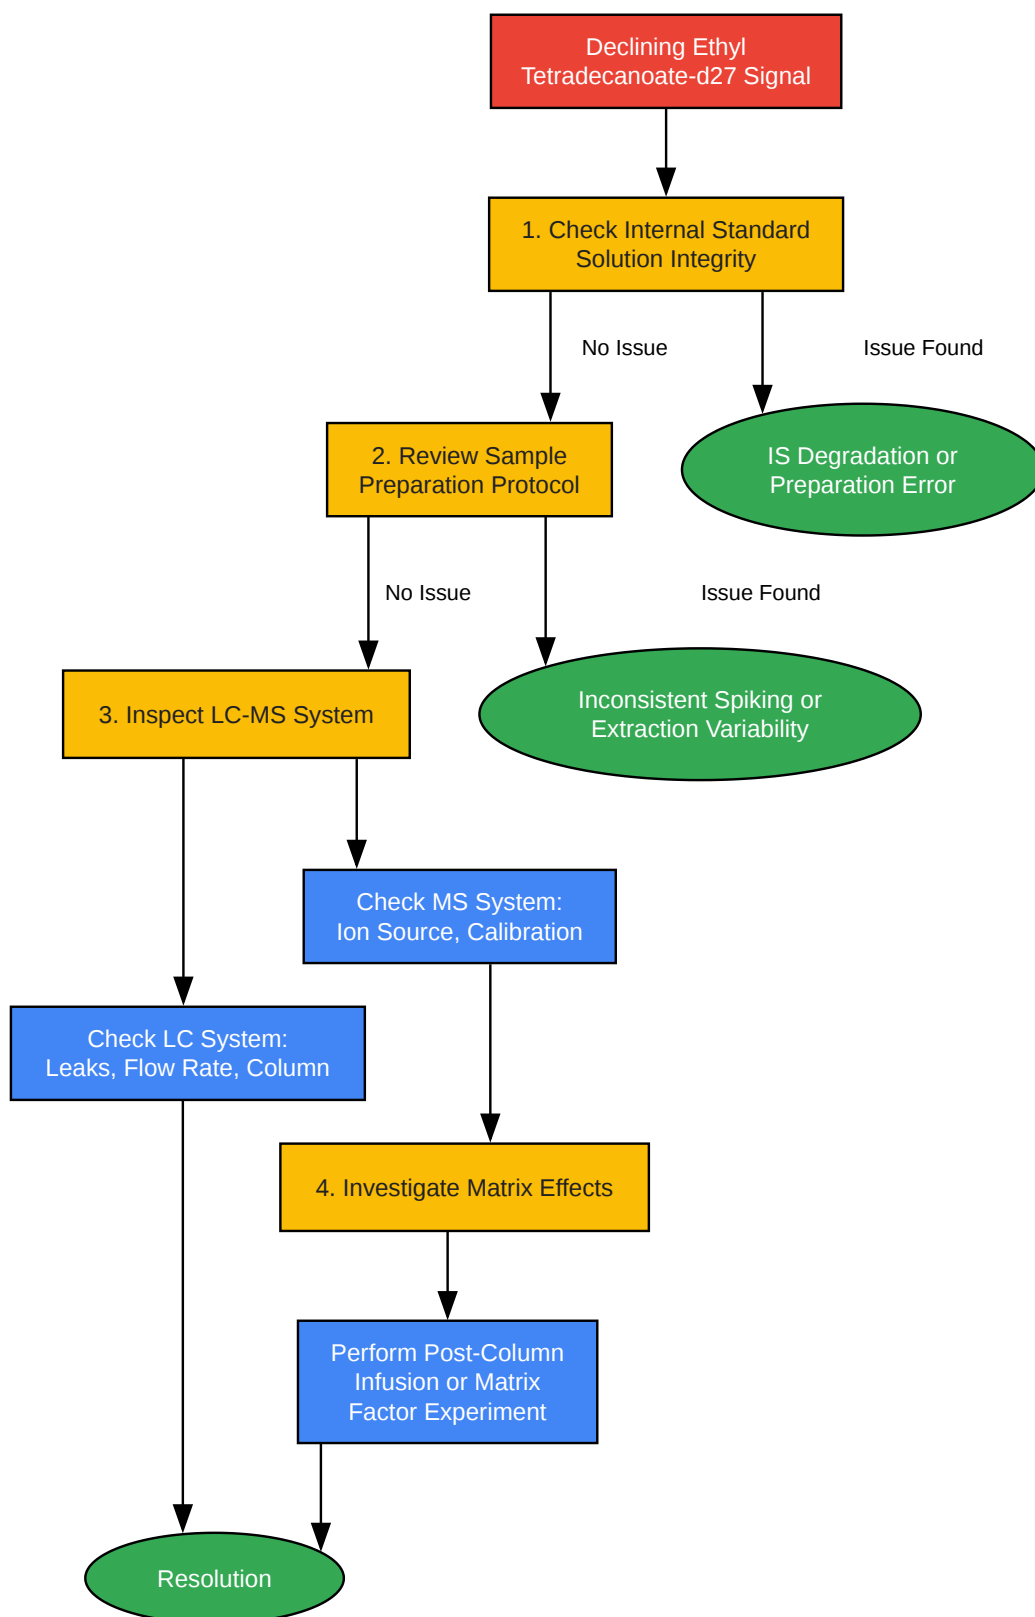 Declining Ethyl
Tetradecanoate-d27 Signal
1. Check Internal Standard
Solution Integrity
No Issue
Issue Found
2. Review Sample
Preparation Protocol
IS Degradation or
Preparation Error
No Issue
Issue Found
3. Inspect LC-MS System
Inconsistent Spiking or
Extraction Variability
Check MS System:
Ion Source, Calibration
Check LC System:
Leaks, Flow Rate, Column
4. Investigate Matrix Effects
Perform Post-Column
Infusion or Matrix
Factor Experiment
Resolution